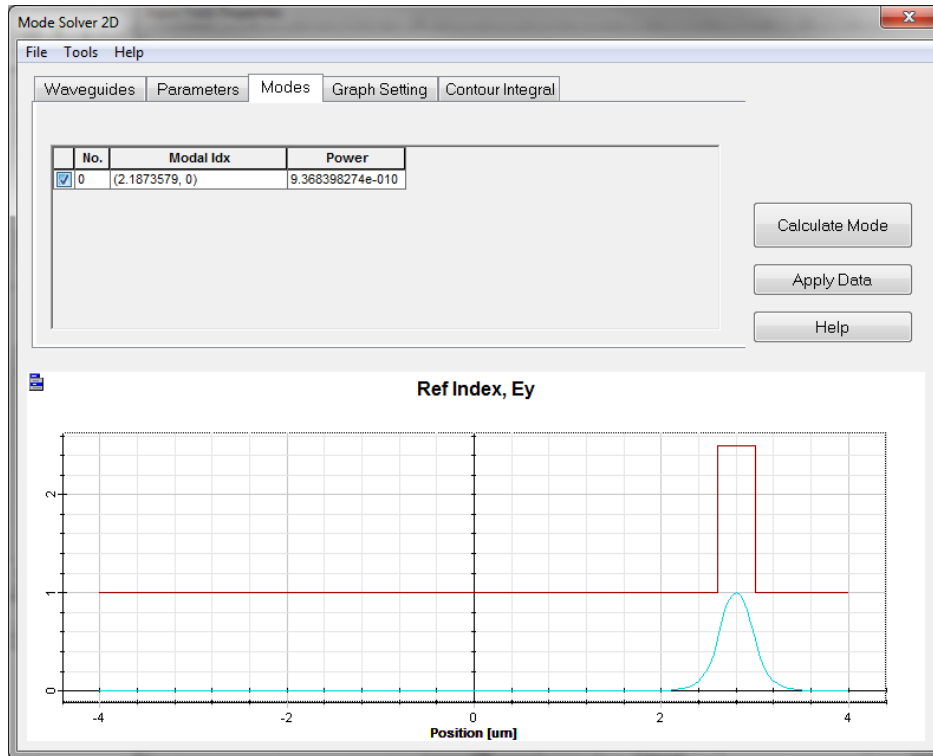 Mode Solver 2D
File Tools Help
Waveguides Parameters Modes Graph Setting Contour Integral
No. Modal Idx Power
0 (2.1873579, 0) 9.368398274e-010
Calculate Mode
Apply Data
Help
Ref Index, Ey
2
1
0
-4 -2 0 2 4
Position [um]